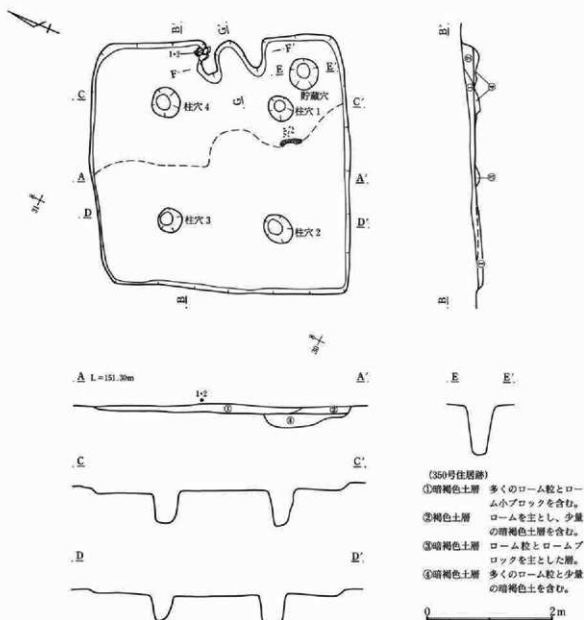 B' G' B'
1・2 F'
F E E'
貯蔵穴
C 柱穴 4 G 柱穴 1 C'
A A'
D 柱穴 3 柱穴 2 D'
B B
A L=151.30m 1・2 A' E E'
① ② ④
C C'
D D'
(350号住居跡)
①暗褐色土層 多くのローム粒とロー
ム小ブロックを含む。
②褐色土層 ロームを主とし、少量
の暗褐色土層を含む。
③暗褐色土層 ローム粒とロームブ
ロックを主とした層。
④暗褐色土層 多くのローム粒と少量
の暗褐色土を含む。
0 2m